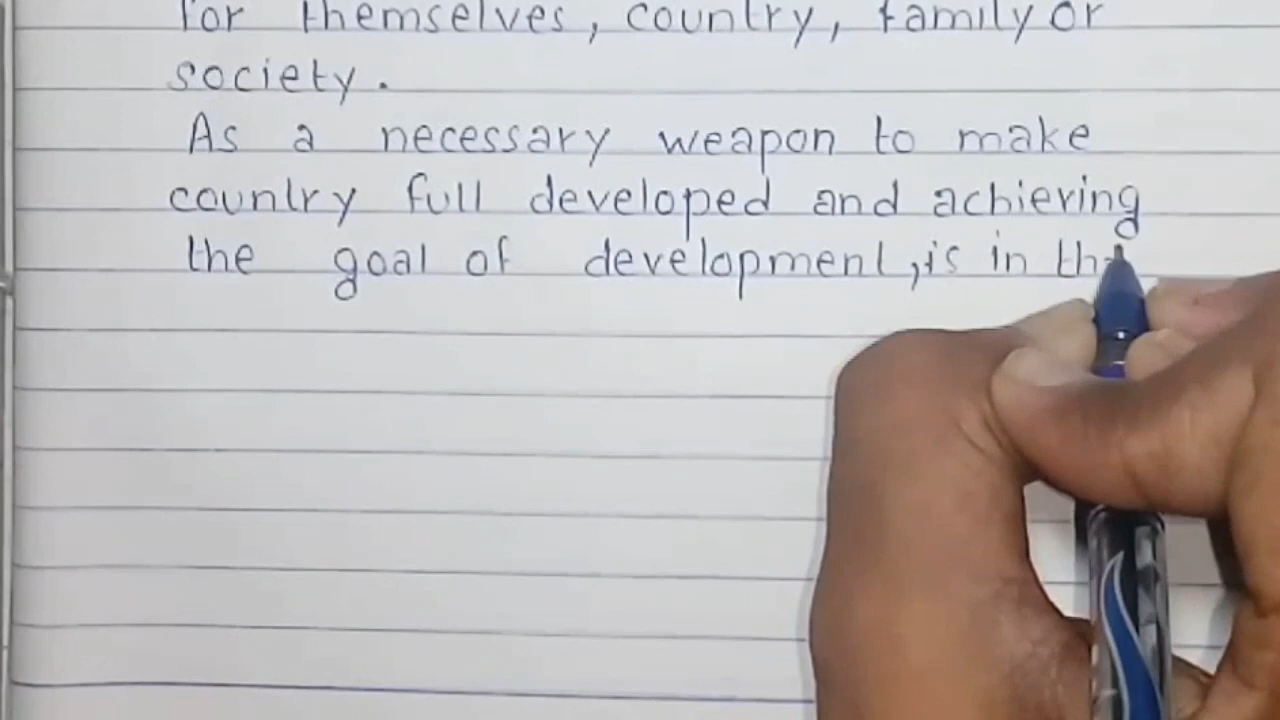 for themselves, country, family or
society.
As a necessary weapon to make
country full developed and achieving
the goal of development, is in